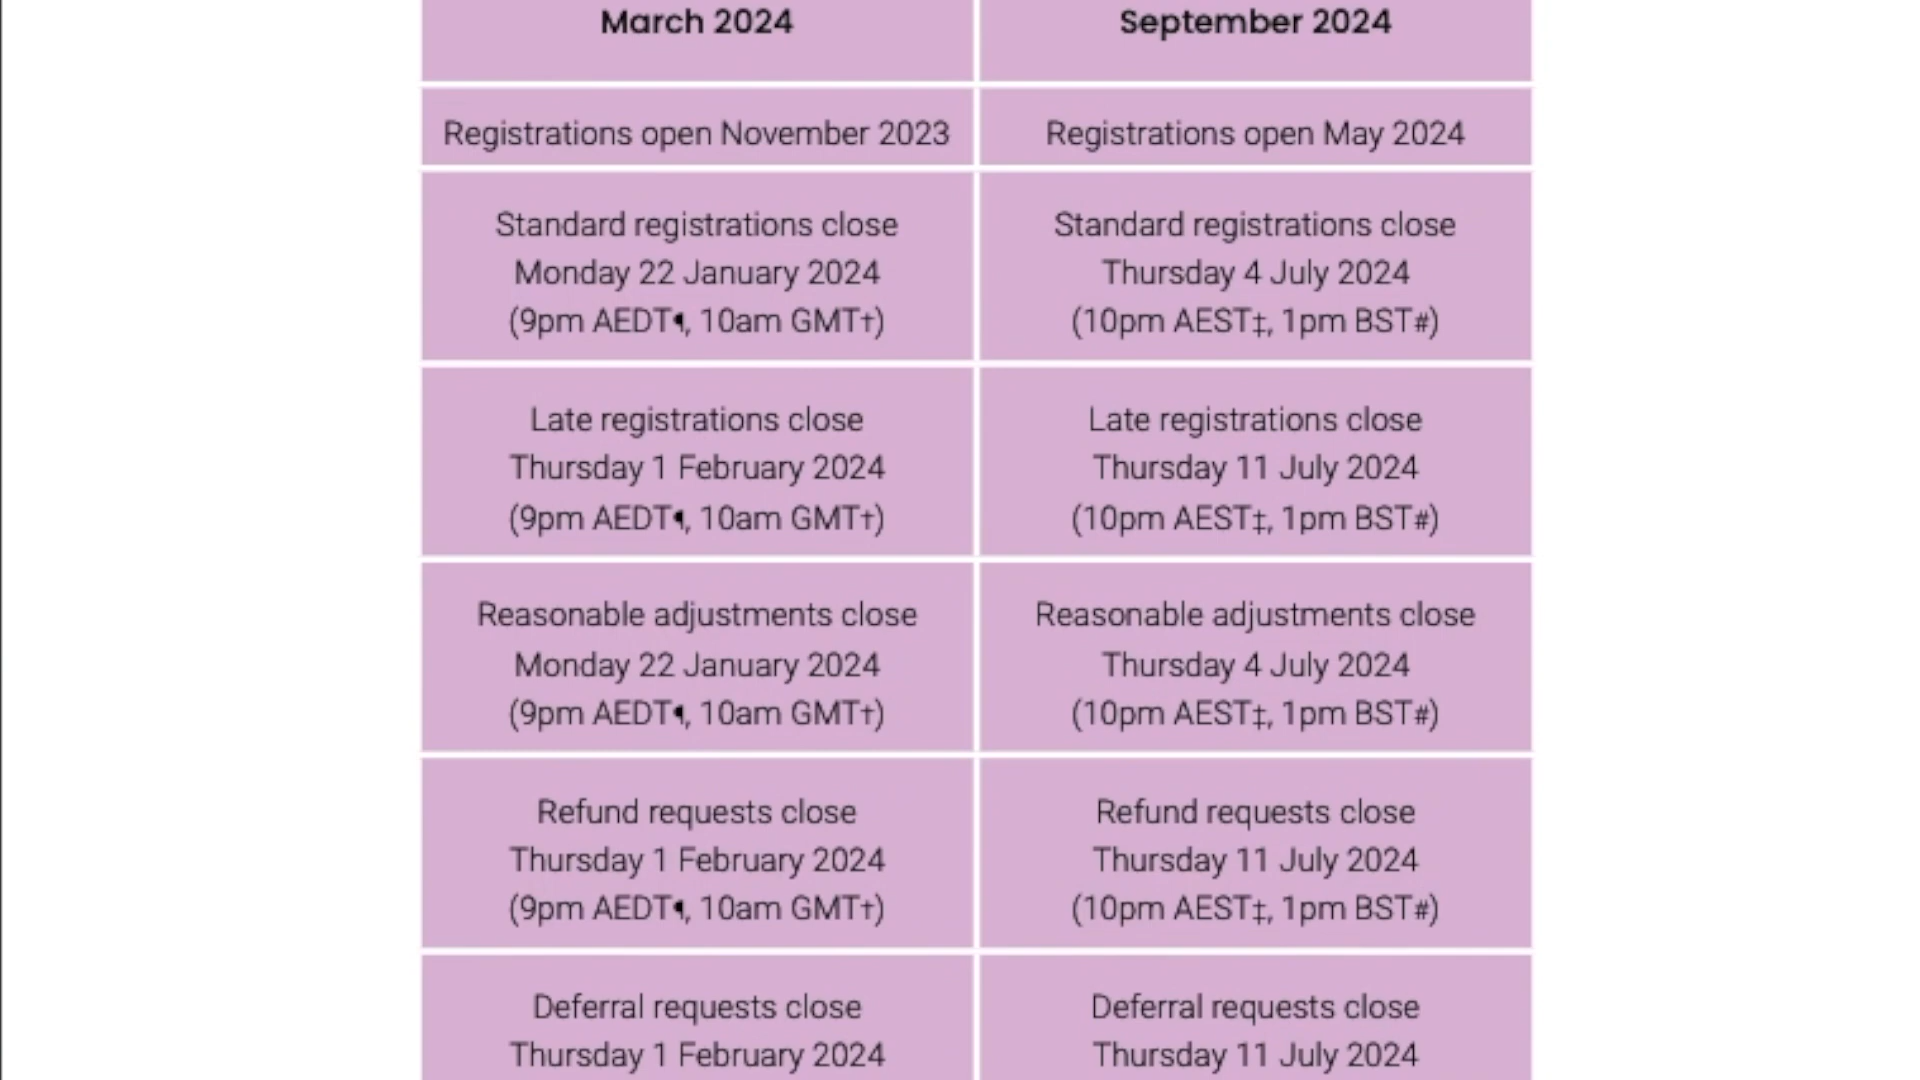 March 2024
September 2024
Registrations open November 2023
Registrations open May 2024
Standard registrations close
Monday 22 January 2024
(9pm AEDT¶, 10am GMT†)
Standard registrations close
Thursday 4 July 2024
(10pm AEST‡, 1pm BST#)
Late registrations close
Thursday 1 February 2024
(9pm AEDT¶, 10am GMT†)
Late registrations close
Thursday 11 July 2024
(10pm AEST‡, 1pm BST#)
Reasonable adjustments close
Monday 22 January 2024
(9pm AEDT¶, 10am GMT†)
Reasonable adjustments close
Thursday 4 July 2024
(10pm AEST‡, 1pm BST#)
Refund requests close
Thursday 1 February 2024
(9pm AEDT¶, 10am GMT†)
Refund requests close
Thursday 11 July 2024
(10pm AEST‡, 1pm BST#)
Deferral requests close
Thursday 1 February 2024
Deferral requests close
Thursday 11 July 2024